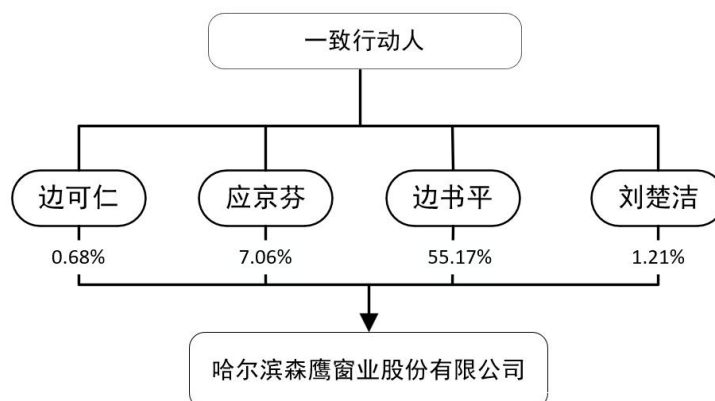 一致行动人
边可仁 应京芬 边书平 刘楚洁
0.68% 7.06% 55.17% 1.21%
哈尔滨森鹰窗业股份有限公司